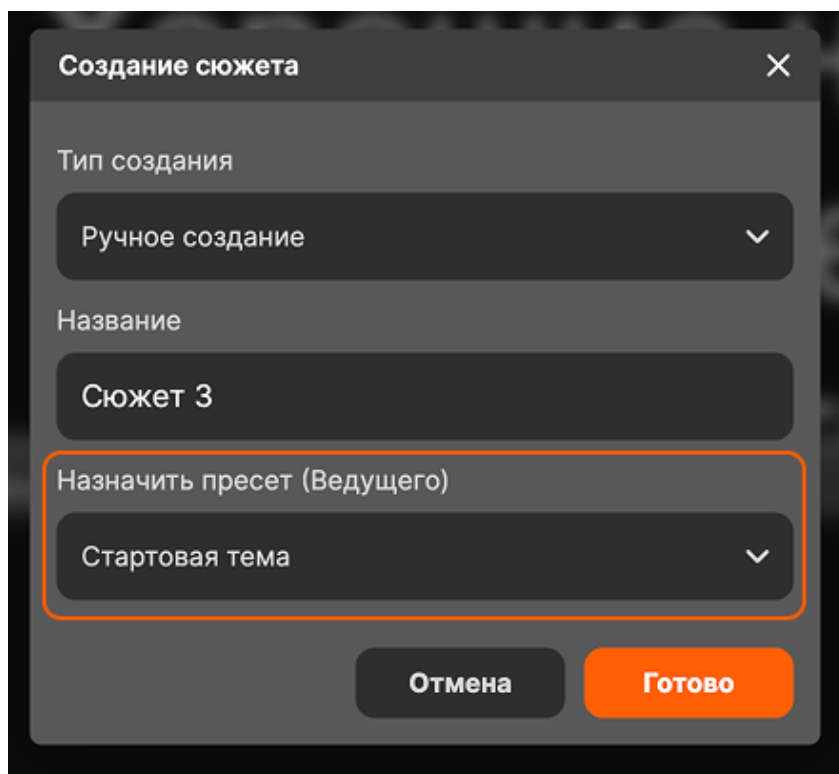 Создание сюжета
Тип создания
Ручное создание
Название
Сюжет 3
Назначить пресет (Ведущего)
Стартовая тема
Отмена
Готово